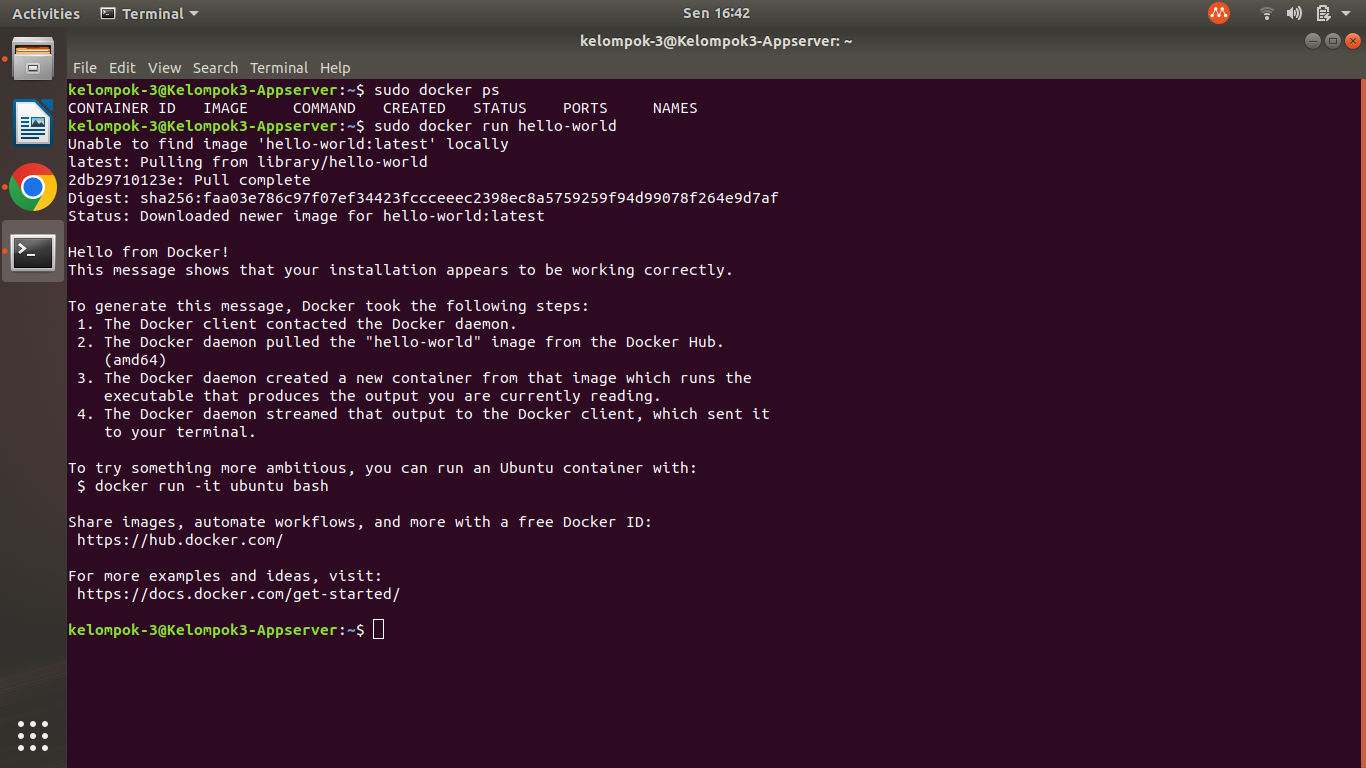 Activities Terminal Sen 16:42
kelompok-3@Kelompok3-Appserver: ~
File Edit View Search Terminal Help
kelompok-3@Kelompok3-Appserver:~$ sudo docker ps
CONTAINER ID   IMAGE     COMMAND   CREATED   STATUS    PORTS     NAMES
kelompok-3@Kelompok3-Appserver:~$ sudo docker run hello-world
Unable to find image 'hello-world:latest' locally
latest: Pulling from library/hello-world
2db29710123e: Pull complete
Digest: sha256:faa03e786c97f07ef34423fccceeec2398ec8a5759259f94d99078f264e9d7af
Status: Downloaded newer image for hello-world:latest

Hello from Docker!
This message shows that your installation appears to be working correctly.

To generate this message, Docker took the following steps:
 1. The Docker client contacted the Docker daemon.
 2. The Docker daemon pulled the "hello-world" image from the Docker Hub.
    (amd64)
 3. The Docker daemon created a new container from that image which runs the
    executable that produces the output you are currently reading.
 4. The Docker daemon streamed that output to the Docker client, which sent it
    to your terminal.

To try something more ambitious, you can run an Ubuntu container with:
 $ docker run -it ubuntu bash

Share images, automate workflows, and more with a free Docker ID:
 https://hub.docker.com/

For more examples and ideas, visit:
 https://docs.docker.com/get-started/

kelompok-3@Kelompok3-Appserver:~$